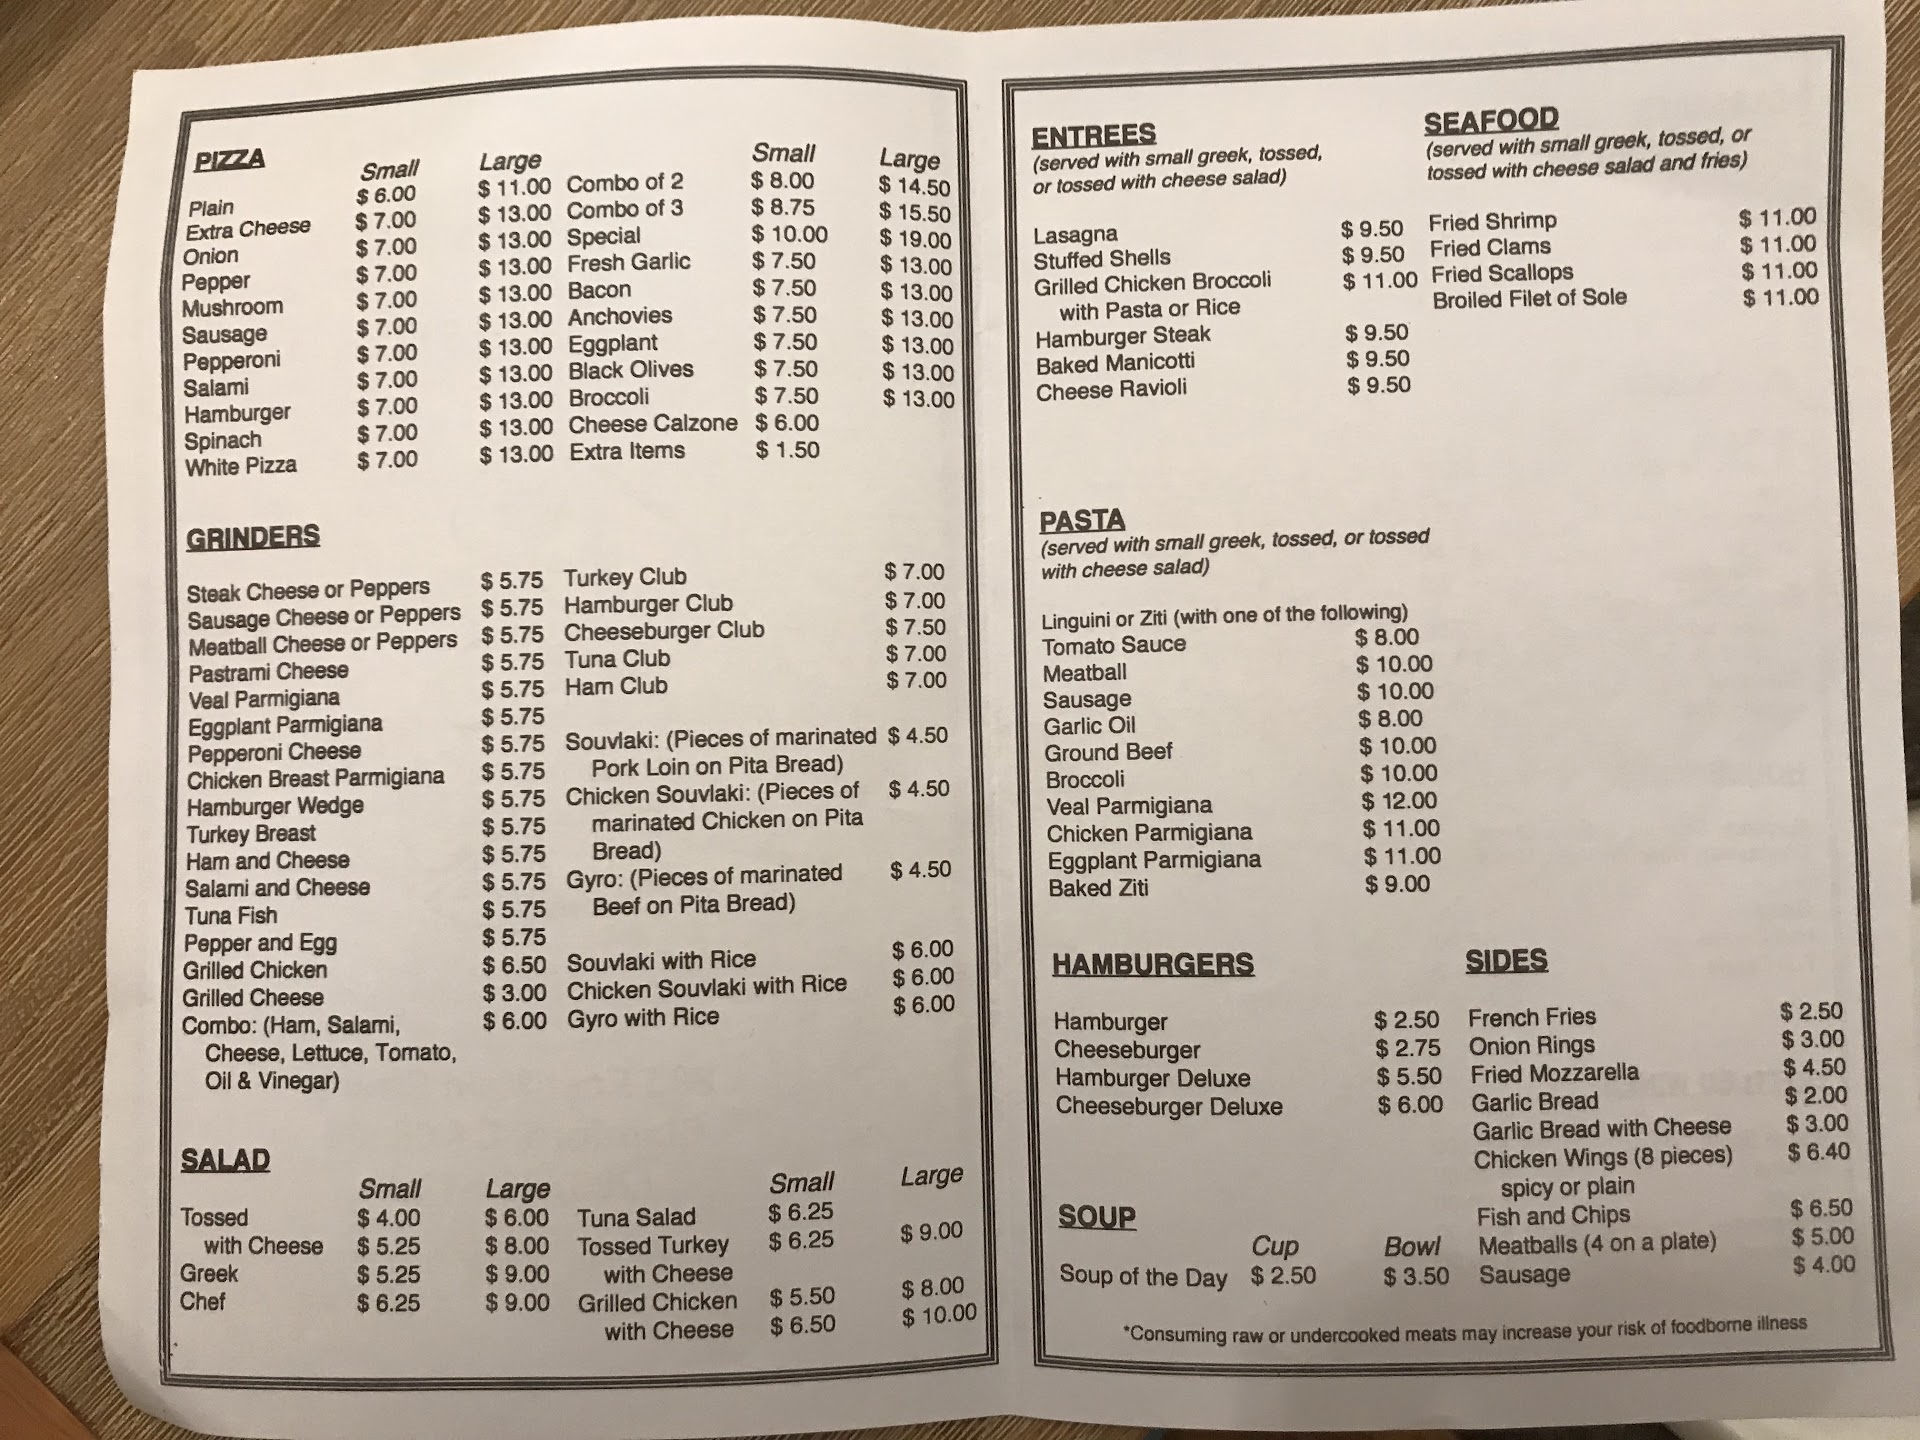 PIZZA
Small Large Small Large
Plain $ 6.00 $ 11.00 Combo of 2 $ 8.00 $ 14.50
Extra Cheese $ 7.00 $ 13.00 Combo of 3 $ 8.75 $ 15.50
Onion $ 7.00 $ 13.00 Special $ 10.00 $ 19.00
Pepper $ 7.00 $ 13.00 Fresh Garlic $ 7.50 $ 13.00
Mushroom $ 7.00 $ 13.00 Bacon $ 7.50 $ 13.00
Sausage $ 7.00 $ 13.00 Anchovies $ 7.50 $ 13.00
Pepperoni $ 7.00 $ 13.00 Eggplant $ 7.50 $ 13.00
Salami $ 7.00 $ 13.00 Black Olives $ 7.50 $ 13.00
Hamburger $ 7.00 $ 13.00 Broccoli $ 7.50 $ 13.00
Spinach $ 7.00 $ 13.00 Cheese Calzone $ 6.00
White Pizza $ 7.00 $ 13.00 Extra Items $ 1.50
GRINDERS
Steak Cheese or Peppers $ 5.75
Sausage Cheese or Peppers $ 5.75
Meatball Cheese or Peppers $ 5.75
Pastrami Cheese $ 5.75
Veal Parmigiana $ 5.75
Eggplant Parmigiana $ 5.75
Pepperoni Cheese $ 5.75
Chicken Breast Parmigiana $ 5.75
Hamburger Wedge $ 5.75
Turkey Breast $ 5.75
Ham and Cheese $ 5.75
Salami and Cheese $ 5.75
Tuna Fish $ 5.75
Pepper and Egg $ 5.75
Grilled Chicken $ 6.50
Grilled Cheese $ 3.00
Combo: (Ham, Salami, $ 6.00
Cheese, Lettuce, Tomato,
Oil & Vinegar)
Turkey Club $ 7.00
Hamburger Club $ 7.00
Cheeseburger Club $ 7.50
Tuna Club $ 7.00
Ham Club $ 7.00
Souvlaki: (Pieces of marinated $ 4.50
Pork Loin on Pita Bread)
Chicken Souvlaki: (Pieces of $ 4.50
marinated Chicken on Pita
Bread)
Gyro: (Pieces of marinated $ 4.50
Beef on Pita Bread)
Souvlaki with Rice $ 6.00
Chicken Souvlaki with Rice $ 6.00
Gyro with Rice $ 6.00
SALAD
Small Large
Tossed $ 4.00 $ 6.00
with Cheese $ 5.25 $ 8.00
Greek $ 5.25 $ 9.00
Chef $ 6.25 $ 9.00
Small Large
Tuna Salad $ 6.25
Tossed Turkey $ 6.25 $ 9.00
with Cheese
Grilled Chicken $ 5.50 $ 8.00
with Cheese $ 6.50 $ 10.00
ENTREES
(served with small greek, tossed,
or tossed with cheese salad)
Lasagna $ 9.50
Stuffed Shells $ 9.50
Grilled Chicken Broccoli $ 11.00
with Pasta or Rice
Hamburger Steak $ 9.50
Baked Manicotti $ 9.50
Cheese Ravioli $ 9.50
SEAFOOD
(served with small greek, tossed, or
tossed with cheese salad and fries)
Fried Shrimp $ 11.00
Fried Clams $ 11.00
Fried Scallops $ 11.00
Broiled Filet of Sole $ 11.00
PASTA
(served with small greek, tossed, or tossed
with cheese salad)
Linguini or Ziti (with one of the following)
Tomato Sauce $ 8.00
Meatball $ 10.00
Sausage $ 10.00
Garlic Oil $ 8.00
Ground Beef $ 10.00
Broccoli $ 10.00
Veal Parmigiana $ 12.00
Chicken Parmigiana $ 11.00
Eggplant Parmigiana $ 11.00
Baked Ziti $ 9.00
HAMBURGERS
Hamburger $ 2.50
Cheeseburger $ 2.75
Hamburger Deluxe $ 5.50
Cheeseburger Deluxe $ 6.00
SOUP
Cup Bowl
Soup of the Day $ 2.50 $ 3.50
SIDES
French Fries $ 2.50
Onion Rings $ 3.00
Fried Mozzarella $ 4.50
Garlic Bread $ 2.00
Garlic Bread with Cheese $ 3.00
Chicken Wings (8 pieces) $ 6.40
spicy or plain
Fish and Chips $ 6.50
Meatballs (4 on a plate) $ 5.00
Sausage $ 4.00
*Consuming raw or undercooked meats may increase your risk of foodborne illness